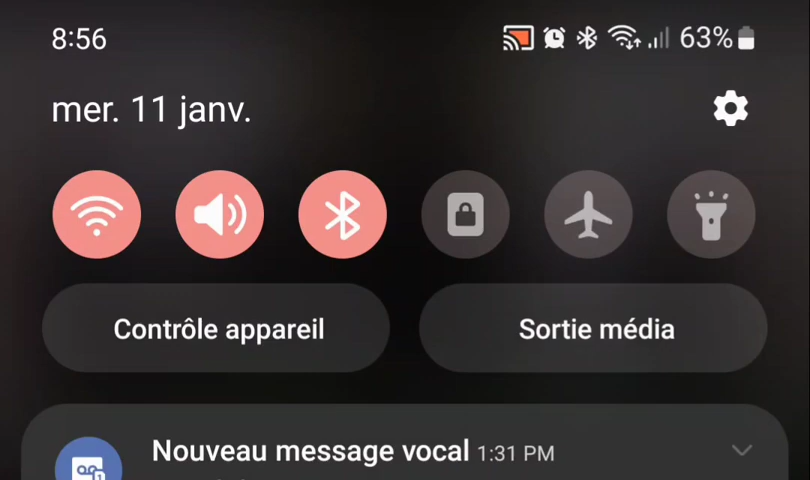 8:56 63%
mer. 11 janv.
Contrôle appareil Sortie média
Nouveau message vocal 1:31 PM